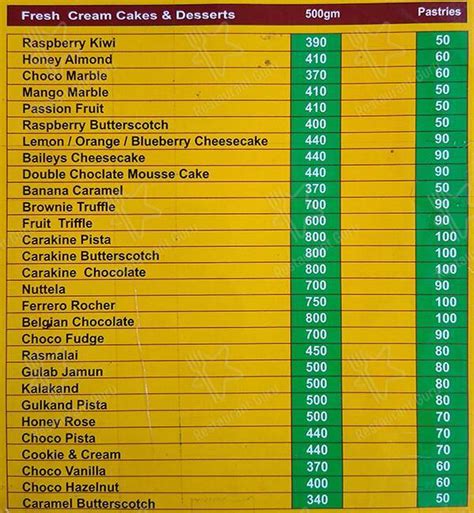 Fresh Cream Cakes & Desserts 500gm Pastries
Raspberry Kiwi 390 50
Honey Almond 410 60
Choco Marble 370 60
Mango Marble 410 50
Passion Fruit 410 50
Raspberry Butterscotch 400 50
Lemon / Orange / Blueberry Cheesecake 440 90
Baileys Cheesecake 440 90
Double Choclate Mousse Cake 440 90
Banana Caramel 370 50
Brownie Truffle 700 90
Fruit Triffle 600 90
Carakine Pista 800 100
Carakine Butterscotch 800 100
Carakine Chocolate 800 100
Nuttela 700 90
Ferrero Rocher 750 100
Belgian Chocolate 800 100
Choco Fudge 700 90
Rasmalai 450 80
Gulab Jamun 500 80
Kalakand 500 80
Gulkand Pista 500 80
Honey Rose 500 70
Choco Pista 440 70
Cookie & Cream 440 70
Choco Vanilla 370 60
Choco Hazelnut 400 60
Caramel Butterscotch 340 50